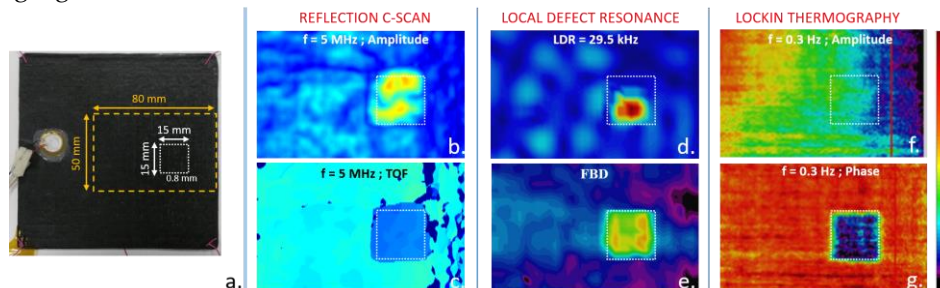 REFLECTION C-SCAN
LOCAL DEFECT RESONANCE
LOCKIN THERMOGRAPHY
f = 5 MHz ; Amplitude
LDR = 29.5 kHz
f = 0.3 Hz ; Amplitude
b.
d.
f.
80 mm
50 mm
15 mm
15 mm
0.8 mm
f = 5 MHz ; TOF
FBD
f = 0.3 Hz ; Phase
a.
c.
e.
g.